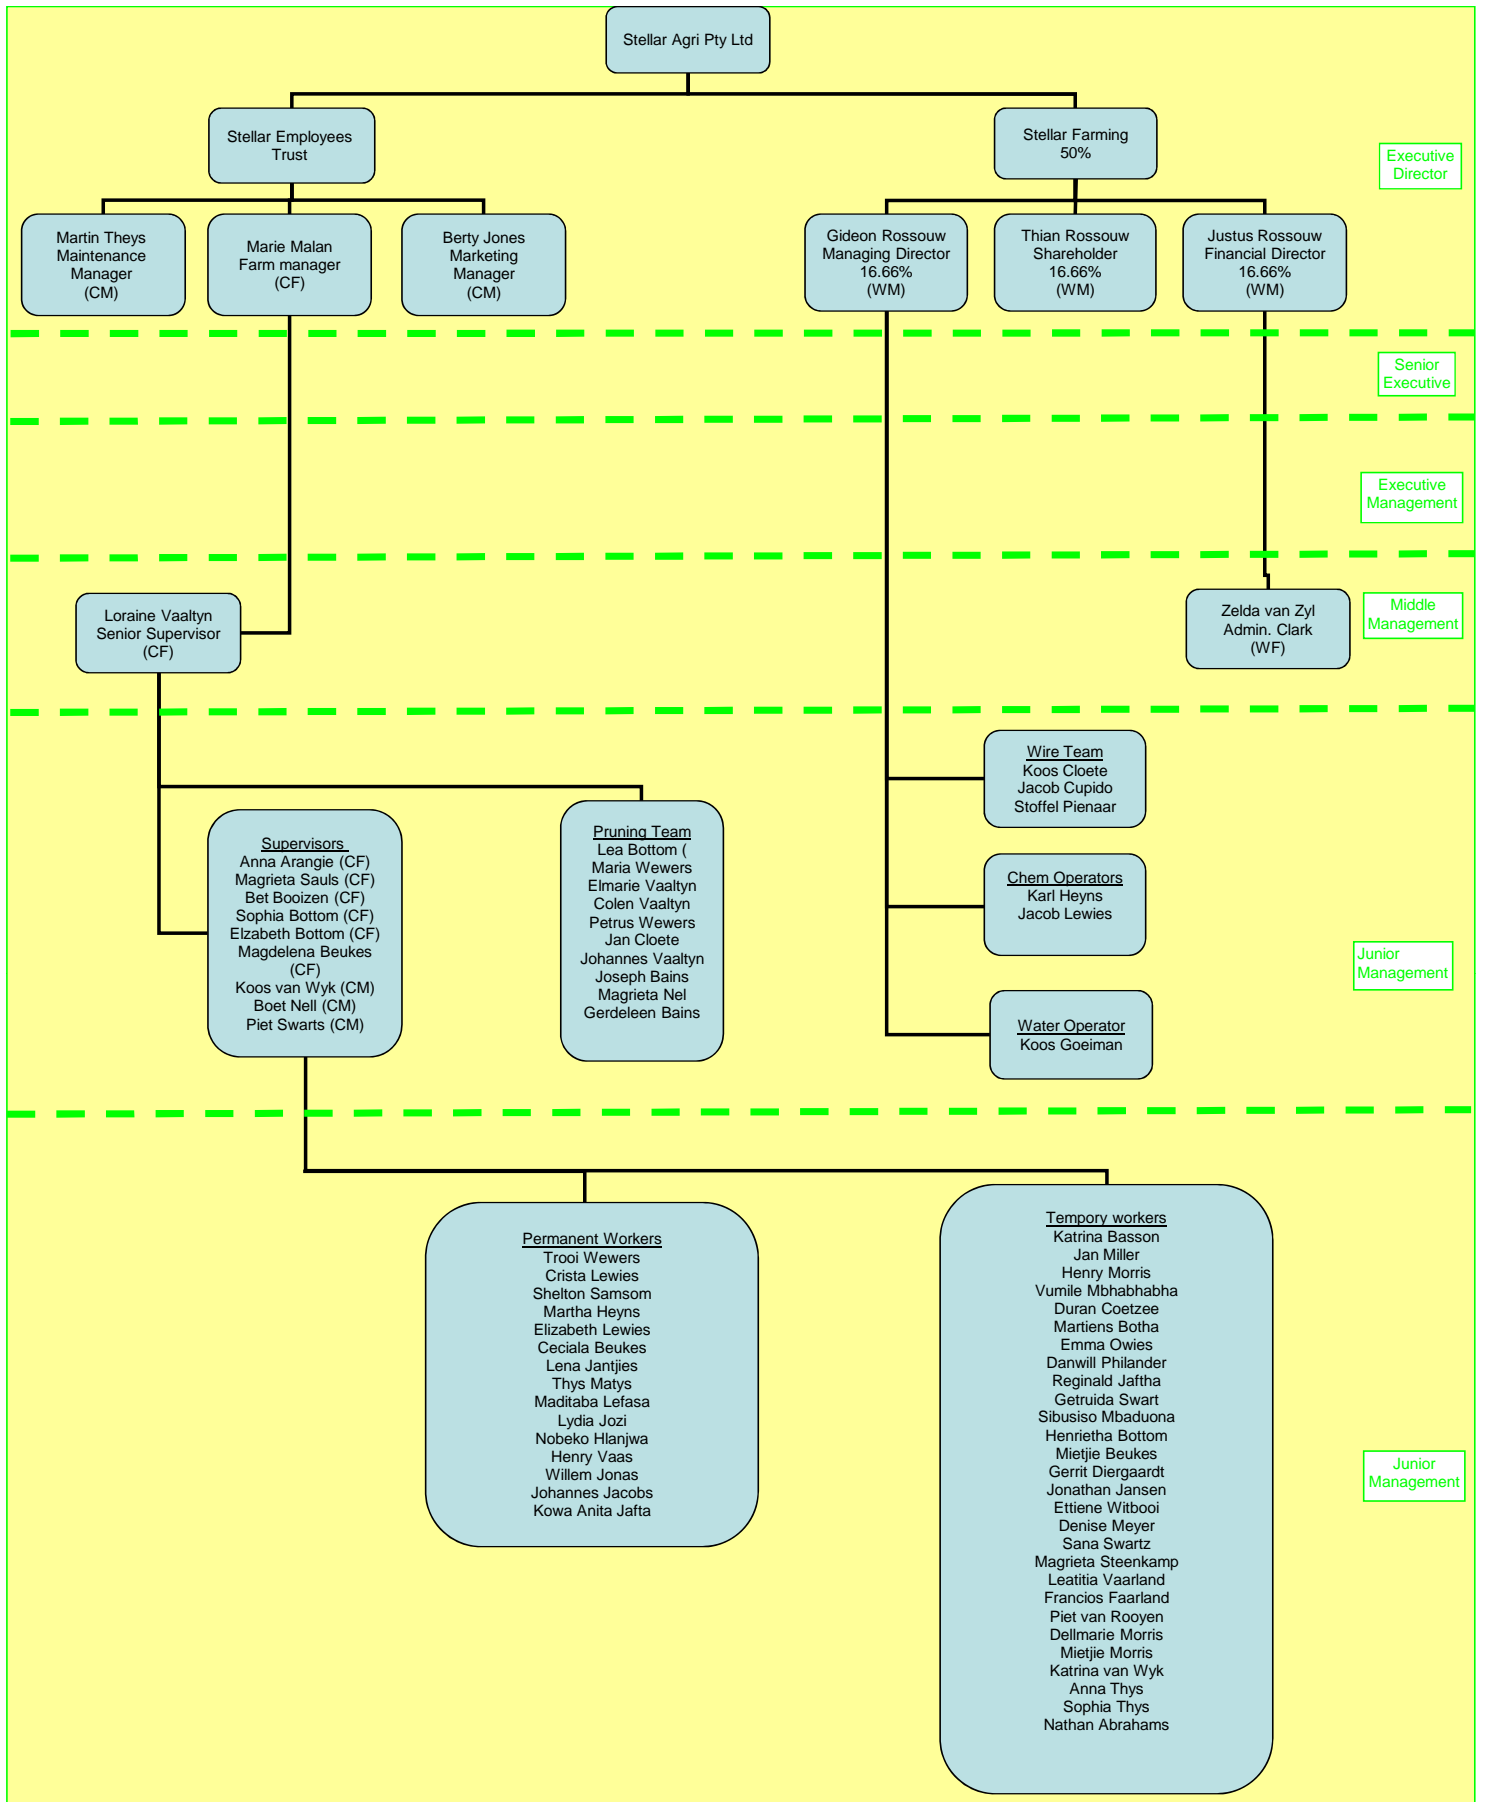 Stellar Agri Pty Ltd
Stellar Employees
Trust
Stellar Farming
50%
Executive
Director
Martin Theys
Maintenance
Manager
(CM)
Marie Malan
Farm manager
(CF)
Berty Jones
Marketing
Manager
(CM)
Gideon Rossouw
Managing Director
16.66%
(WM)
Thian Rossouw
Shareholder
16.66%
(WM)
Justus Rossouw
Financial Director
16.66%
(WM)
Senior
Executive
Executive
Management
Loraine Vaaltyn
Senior Supervisor
(CF)
Zelda van Zyl
Admin. Clark
(WF)
Middle
Management
Wire Team
Koos Cloete
Jacob Cupido
Stoffel Pienaar
Supervisors
Anna Arangie (CF)
Magrieta Sauls (CF)
Bet Booizen (CF)
Sophia Bottom (CF)
Elzabeth Bottom (CF)
Magdelena Beukes
(CF)
Koos van Wyk (CM)
Boet Nell (CM)
Piet Swarts (CM)
Pruning Team
Lea Bottom (
Maria Wewers
Elmarie Vaaltyn
Colen Vaaltyn
Petrus Wewers
Jan Cloete
Johannes Vaaltyn
Joseph Bains
Magrieta Nel
Gerdeleen Bains
Chem Operators
Karl Heyns
Jacob Lewies
Junior
Management
Water Operator
Koos Goeiman
Permanent Workers
Trooi Wewers
Crista Lewies
Shelton Samsom
Martha Heyns
Elizabeth Lewies
Ceciala Beukes
Lena Jantjies
Thys Matys
Maditaba Lefasa
Lydia Jozi
Nobeko Hlanjwa
Henry Vaas
Willem Jonas
Johannes Jacobs
Kowa Anita Jafta
Tempory workers
Katrina Basson
Jan Miller
Henry Morris
Vumile Mbhabhabha
Duran Coetzee
Martiens Botha
Emma Owies
Danwill Philander
Reginald Jaftha
Getruida Swart
Sibusiso Mbaduona
Henrietha Bottom
Mietjie Beukes
Gerrit Diergaardt
Jonathan Jansen
Ettiene Witbooi
Denise Meyer
Sana Swartz
Magrieta Steenkamp
Leatitia Vaarland
Francios Faarland
Piet van Rooyen
Dellmarie Morris
Mietjie Morris
Katrina van Wyk
Anna Thys
Sophia Thys
Nathan Abrahams
Junior
Management